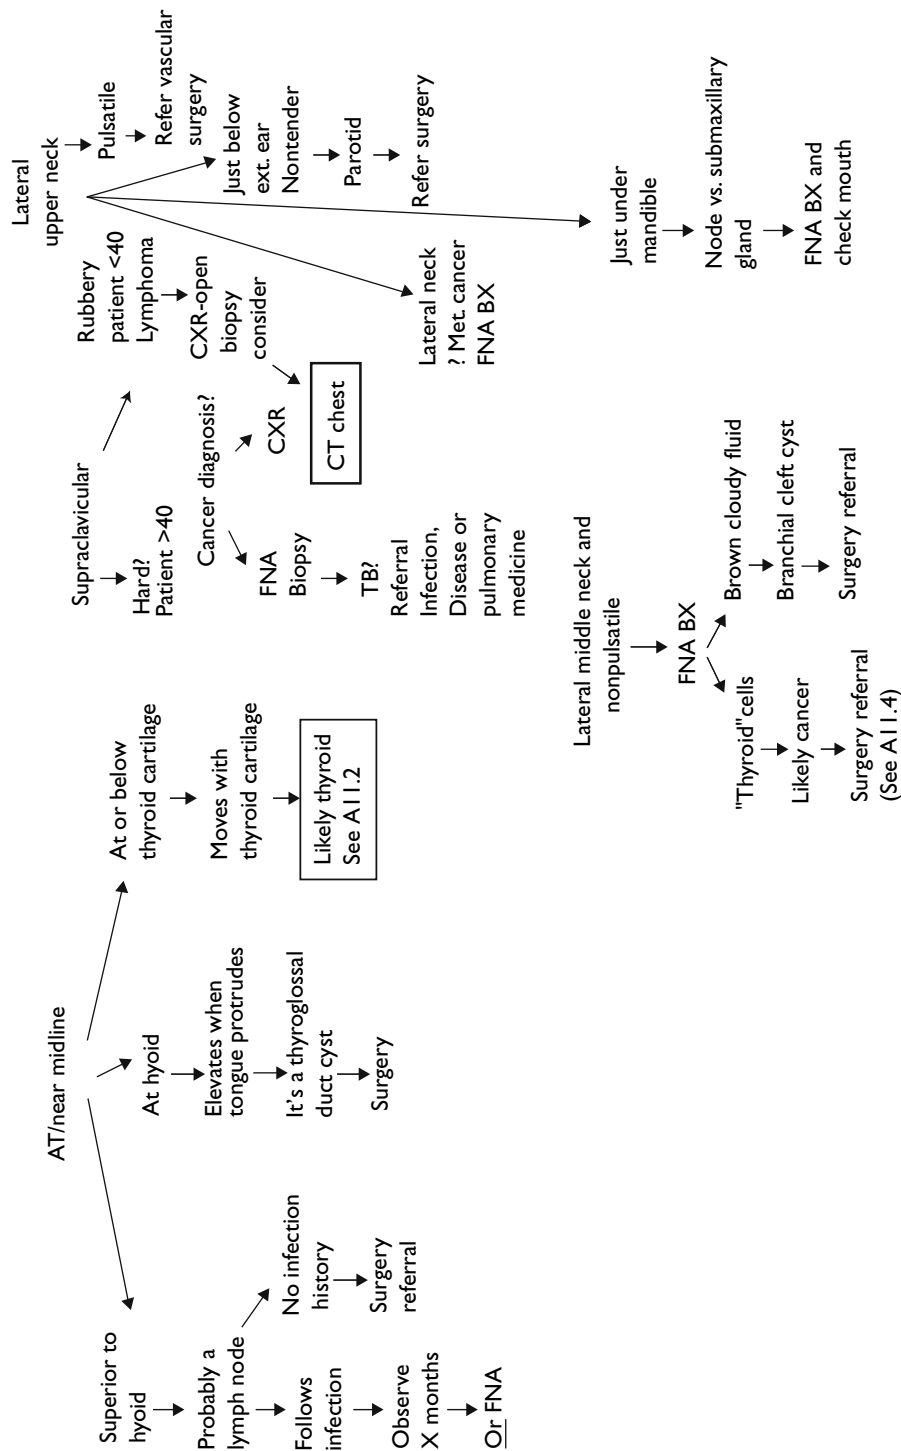 AT/near midline
Superior to
hyoid
Probably a
lymph node
Follows
infection
Observe
X months
Or FNA
No infection
history
Surgery
referral
At hyoid
Elevates when
tongue protrudes
It's a thyroglossal
duct cyst
Surgery
At or below
thyroid cartilage
Moves with
thyroid cartilage
Likely thyroid
See A11.2
Supraclavicular
Hard?
Patient >40
Cancer diagnosis?
FNA
Biopsy
TB?
Referral
Infection,
Disease or
pulmonary
medicine
CXR
Rubbery
patient <40
Lymphoma
CXR-open
biopsy
consider
CT chest
Lateral
upper neck
Pulsatile
Refer vascular
surgery
Just below
ext. ear
Nontender
Parotid
Refer surgery
Lateral neck
? Met. cancer
FNA BX
Just under
mandible
Node vs. submaxillary
gland
FNA BX and
check mouth
Lateral middle neck and
nonpulsatile
FNA BX
"Thyroid" cells
Likely cancer
Surgery referral
(See A11.4)
Brown cloudy fluid
Branchial cleft cyst
Surgery referral